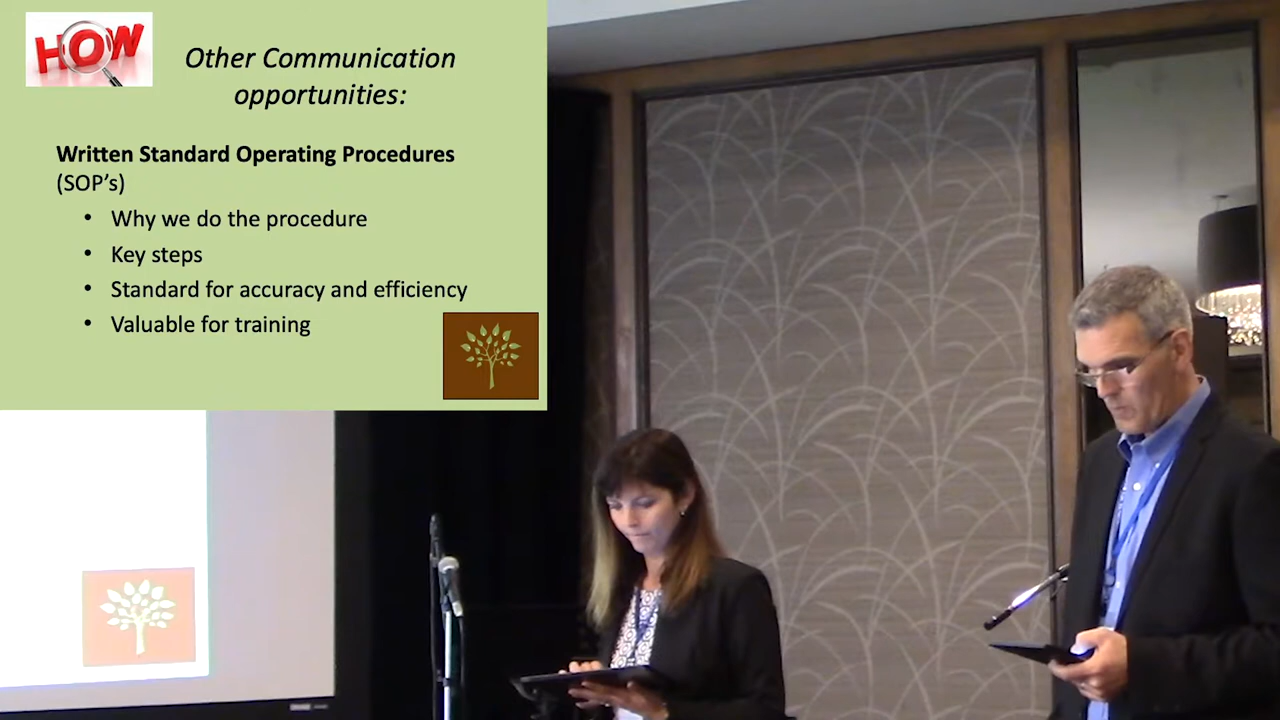 HOW
Other Communication
opportunities:
Written Standard Operating Procedures
(SOP's)
• Why we do the procedure
• Key steps
• Standard for accuracy and efficiency
• Valuable for training